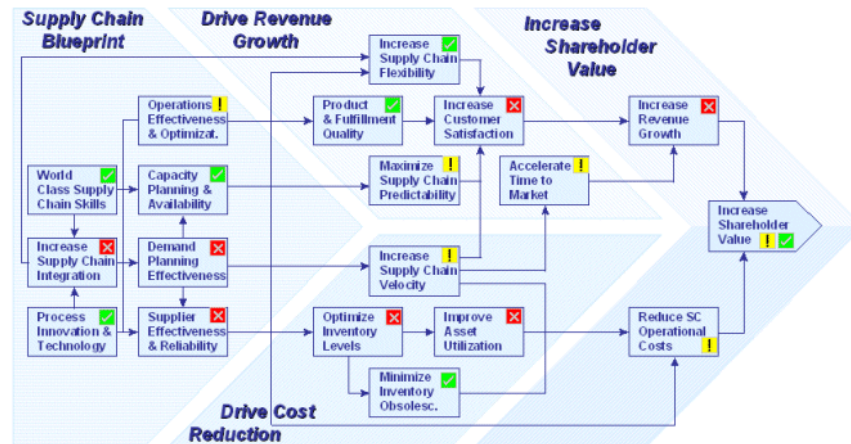 Supply Chain
Blueprint
Drive Revenue
Growth
Increase
Shareholder
Value
Increase
Supply Chain
Flexibility
Operations
Effectiveness
& Optimizat.
Product
& Fulfillment
Quality
Increase
Customer
Satisfaction
Increase
Revenue
Growth
World
Class Supply
Chain Skills
Capacity
Planning &
Availability
Maximize
Supply Chain
Predictability
Accelerate
Time to
Market
Increase
Shareholder
Value
Increase
Supply Chain
Integration
Demand
Planning
Effectiveness
Increase
Supply Chain
Velocity
Process
Innovation &
Technology
Supplier
Effectiveness
& Reliability
Optimize
Inventory
Levels
Improve
Asset
Utilization
Reduce SC
Operational
Costs
Minimize
Inventory
Obsolesc.
Drive Cost
Reduction